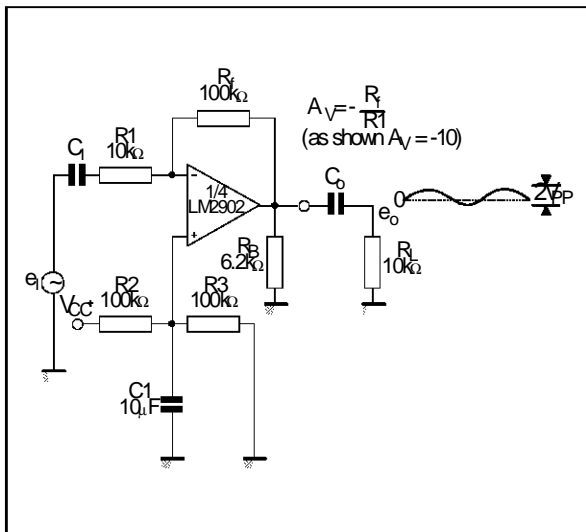 Rf
100kΩ
AV = - Rf
R1
(as shown AV = -10)
CI
R1
10kΩ
1/4
LM2902
Co
0
2VPP
eo
RB
6.2kΩ
RL
10kΩ
eI
VCC+
R2
100kΩ
R3
100kΩ
C1
10μF